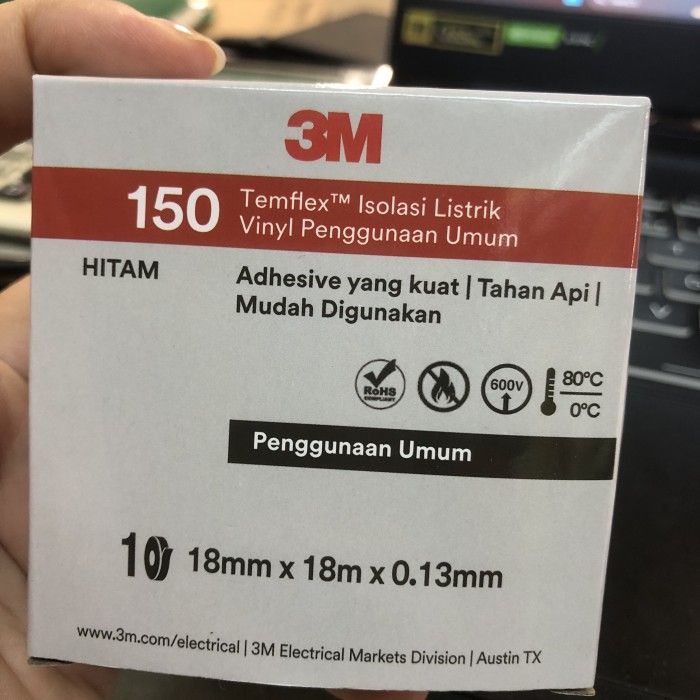 3M
150 Temflex™ Isolasi Listrik
Vinyl Penggunaan Umum
HITAM
Adhesive yang kuat | Tahan Api |
Mudah Digunakan
RoHS
COMPLIANT
600V
80°C
0°C
Penggunaan Umum
10 18mm x 18m x 0.13mm
www.3m.com/electrical | 3M Electrical Markets Division | Austin TX